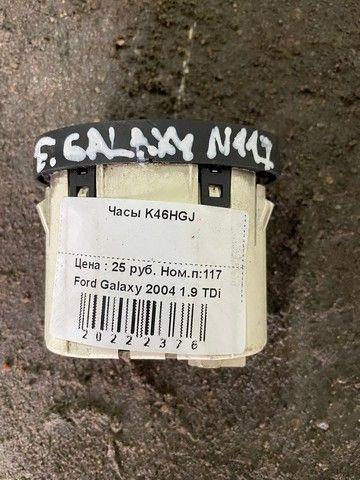 F. GALAXY N117
Часы K46HGJ
Цена : 25 руб. Ном.п:117
Ford Galaxy 2004 1.9 TDi
20222376